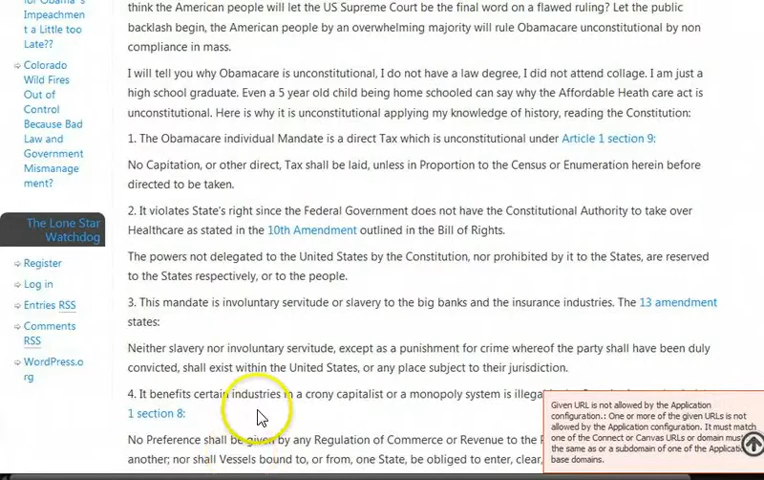 for Obama's
Impeachmen
t a Little too
Late??
Colorado
Wild Fires
Out of
Control
Because Bad
Law and
Government
Mismanage
ment?
The Lone Star
Watchdog
Register
Log in
Entries RSS
Comments
RSS
WordPress.o
rg
think the American people will let the US Supreme Court be the final word on a flawed ruling? Let the public
backlash begin, the American people by an overwhelming majority will rule Obamacare unconstitutional by non
compliance in mass.
I will tell you why Obamacare is unconstitutional, I do not have a law degree, I did not attend collage. I am just a
high school graduate. Even a 5 year old child being home schooled can say why the Affordable Heath care act is
unconstitutional. Here is why it is unconstitutional applying my knowledge of history, reading the Constitution:
1. The Obamacare individual Mandate is a direct Tax which is unconstitutional under Article 1 section 9:
No Capitation, or other direct, Tax shall be laid, unless in Proportion to the Census or Enumeration herein before
directed to be taken.
2. It violates State's right since the Federal Government does not have the Constitutional Authority to take over
Healthcare as stated in the 10th Amendment outlined in the Bill of Rights.
The powers not delegated to the United States by the Constitution, nor prohibited by it to the States, are reserved
to the States respectively, or to the people.
3. This mandate is involuntary servitude or slavery to the big banks and the insurance industries. The 13 amendment
states:
Neither slavery nor involuntary servitude, except as a punishment for crime whereof the party shall have been duly
convicted, shall exist within the United States, or any place subject to their jurisdiction.
4. It benefits certain industries in a crony capitalist or a monopoly system is illegal
1 section 8:
No Preference shall be given by any Regulation of Commerce or Revenue to the
another; nor shall Vessels bound to, or from, one State, be obliged to enter, clear,
Given URL is not allowed by the Application
configuration.: One or more of the given URLs is not
allowed by the Application configuration. It must match
one of the Connect or Canvas URLs or domain must
the same as or a subdomain of one of the Applicat
base domains.